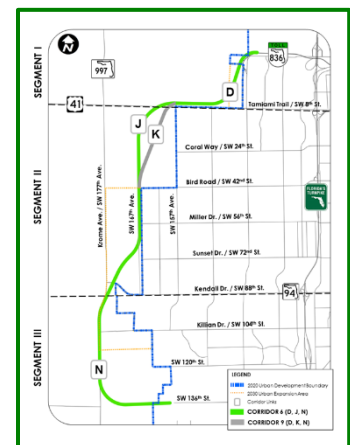 SEGMENT I
N
997
TOLL
836
D
41
Tamiami Trail / SW 8th St.
J
K
Coral Way / SW 24th St.
SEGMENT II
Krome Ave. / SW 177th Ave.
SW 167th Ave.
SW 157th Ave.
Bird Road / SW 42nd St.
FLORIDA'S
TURNPIKE
Miller Dr. / SW 56th St.
Sunset Dr. / SW 72nd St.
Kendall Dr. / SW 88th St.
94
SEGMENT III
Killian Dr. / SW 104th St.
SW 120th St.
N
SW 136th St.
LEGEND
2020 Urban Development Boundary
2030 Urban Expansion Area
Corridor Links
CORRIDOR 6 (D, J, N)
CORRIDOR 9 (D, K, N)